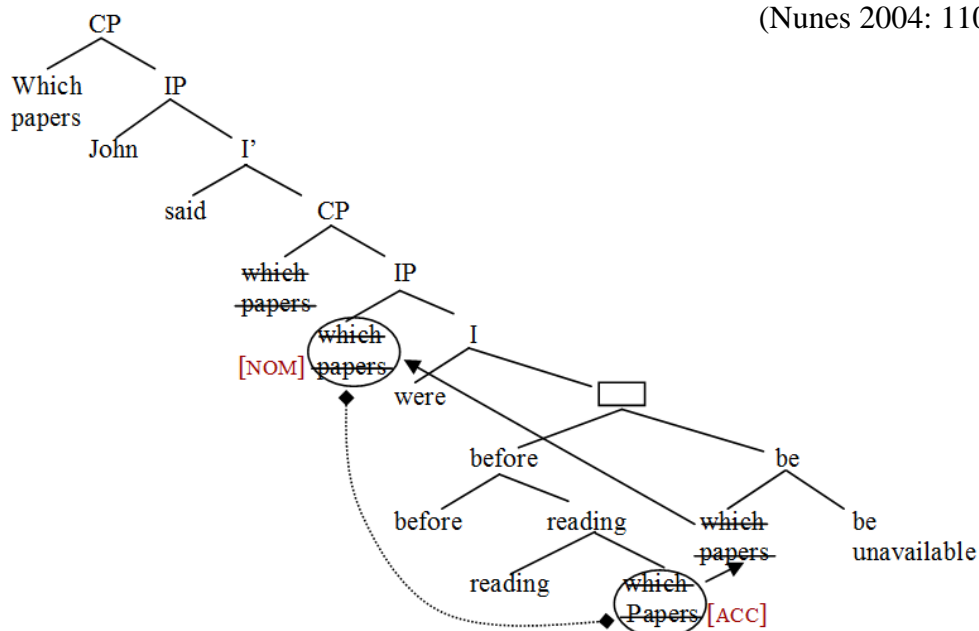 (Nunes 2004: 110
CP
Which
papers
IP
John
I’
said
CP
which
papers
IP
which
papers
[NOM]
I
were
before
be
before
reading
which
papers
be
unavailable
reading
which
Papers
[ACC]